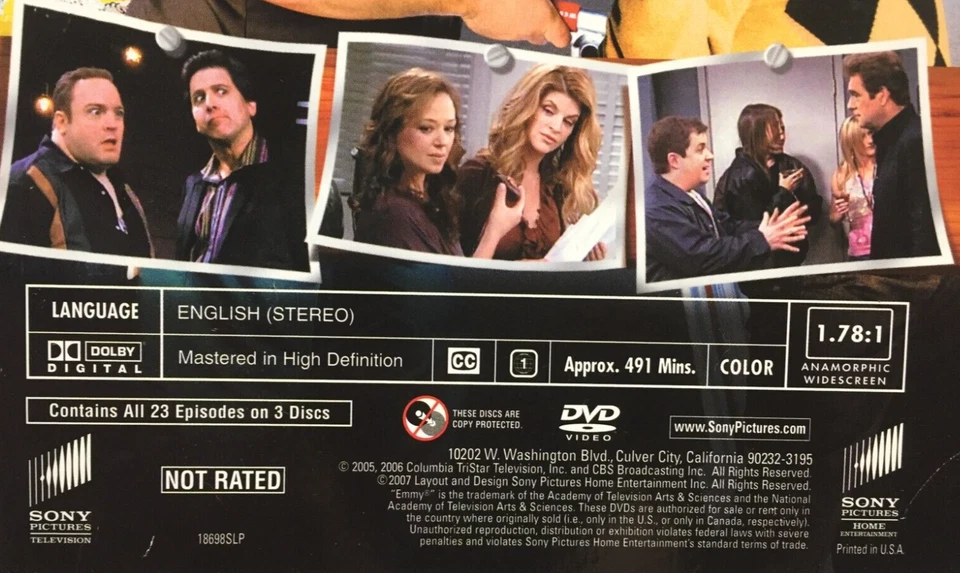 LANGUAGE
ENGLISH (STEREO)
DOLBY
DIGITAL
Mastered in High Definition
CC
1
Approx. 491 Mins.
COLOR
1.78:1
ANAMORPHIC
WIDESCREEN
Contains All 23 Episodes on 3 Discs
THESE DISCS ARE
COPY PROTECTED.
DVD
VIDEO
www.SonyPictures.com
10202 W. Washington Blvd., Culver City, California 90232-3195
© 2005, 2006 Columbia TriStar Television, Inc. and CBS Broadcasting Inc. All Rights Reserved.
©2007 Layout and Design Sony Pictures Home Entertainment Inc. All Rights Reserved.
"Emmy®" is the trademark of the Academy of Television Arts & Sciences and the National
Academy of Television Arts & Sciences. These DVDs are authorized for sale or rent only in
the country where originally sold (i.e., only in the U.S., or only in Canada, respectively).
Unauthorized reproduction, distribution or exhibition violates federal laws with severe
penalties and violates Sony Pictures Home Entertainment's standard terms of trade.
SONY
PICTURES
TELEVISION
NOT RATED
18698SLP
SONY
PICTURES
HOME
ENTERTAINMENT
Printed in U.S.A.